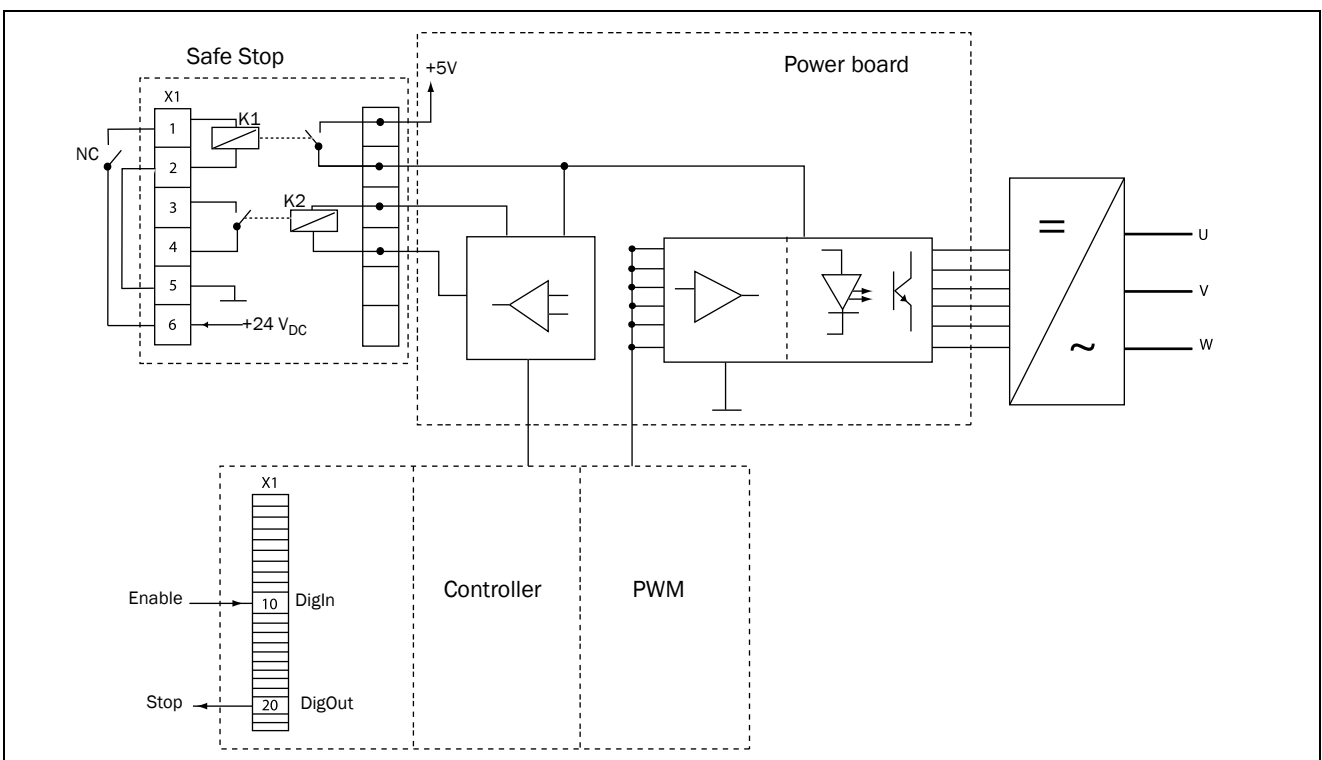 Safe Stop
+5V
Power board
X1
K1
1
NC
2
K2
3
4
5
6
+24 VDC
=
~
U
V
W
X1
Controller
PWM
Enable
10
DigIn
Stop
20
DigOut